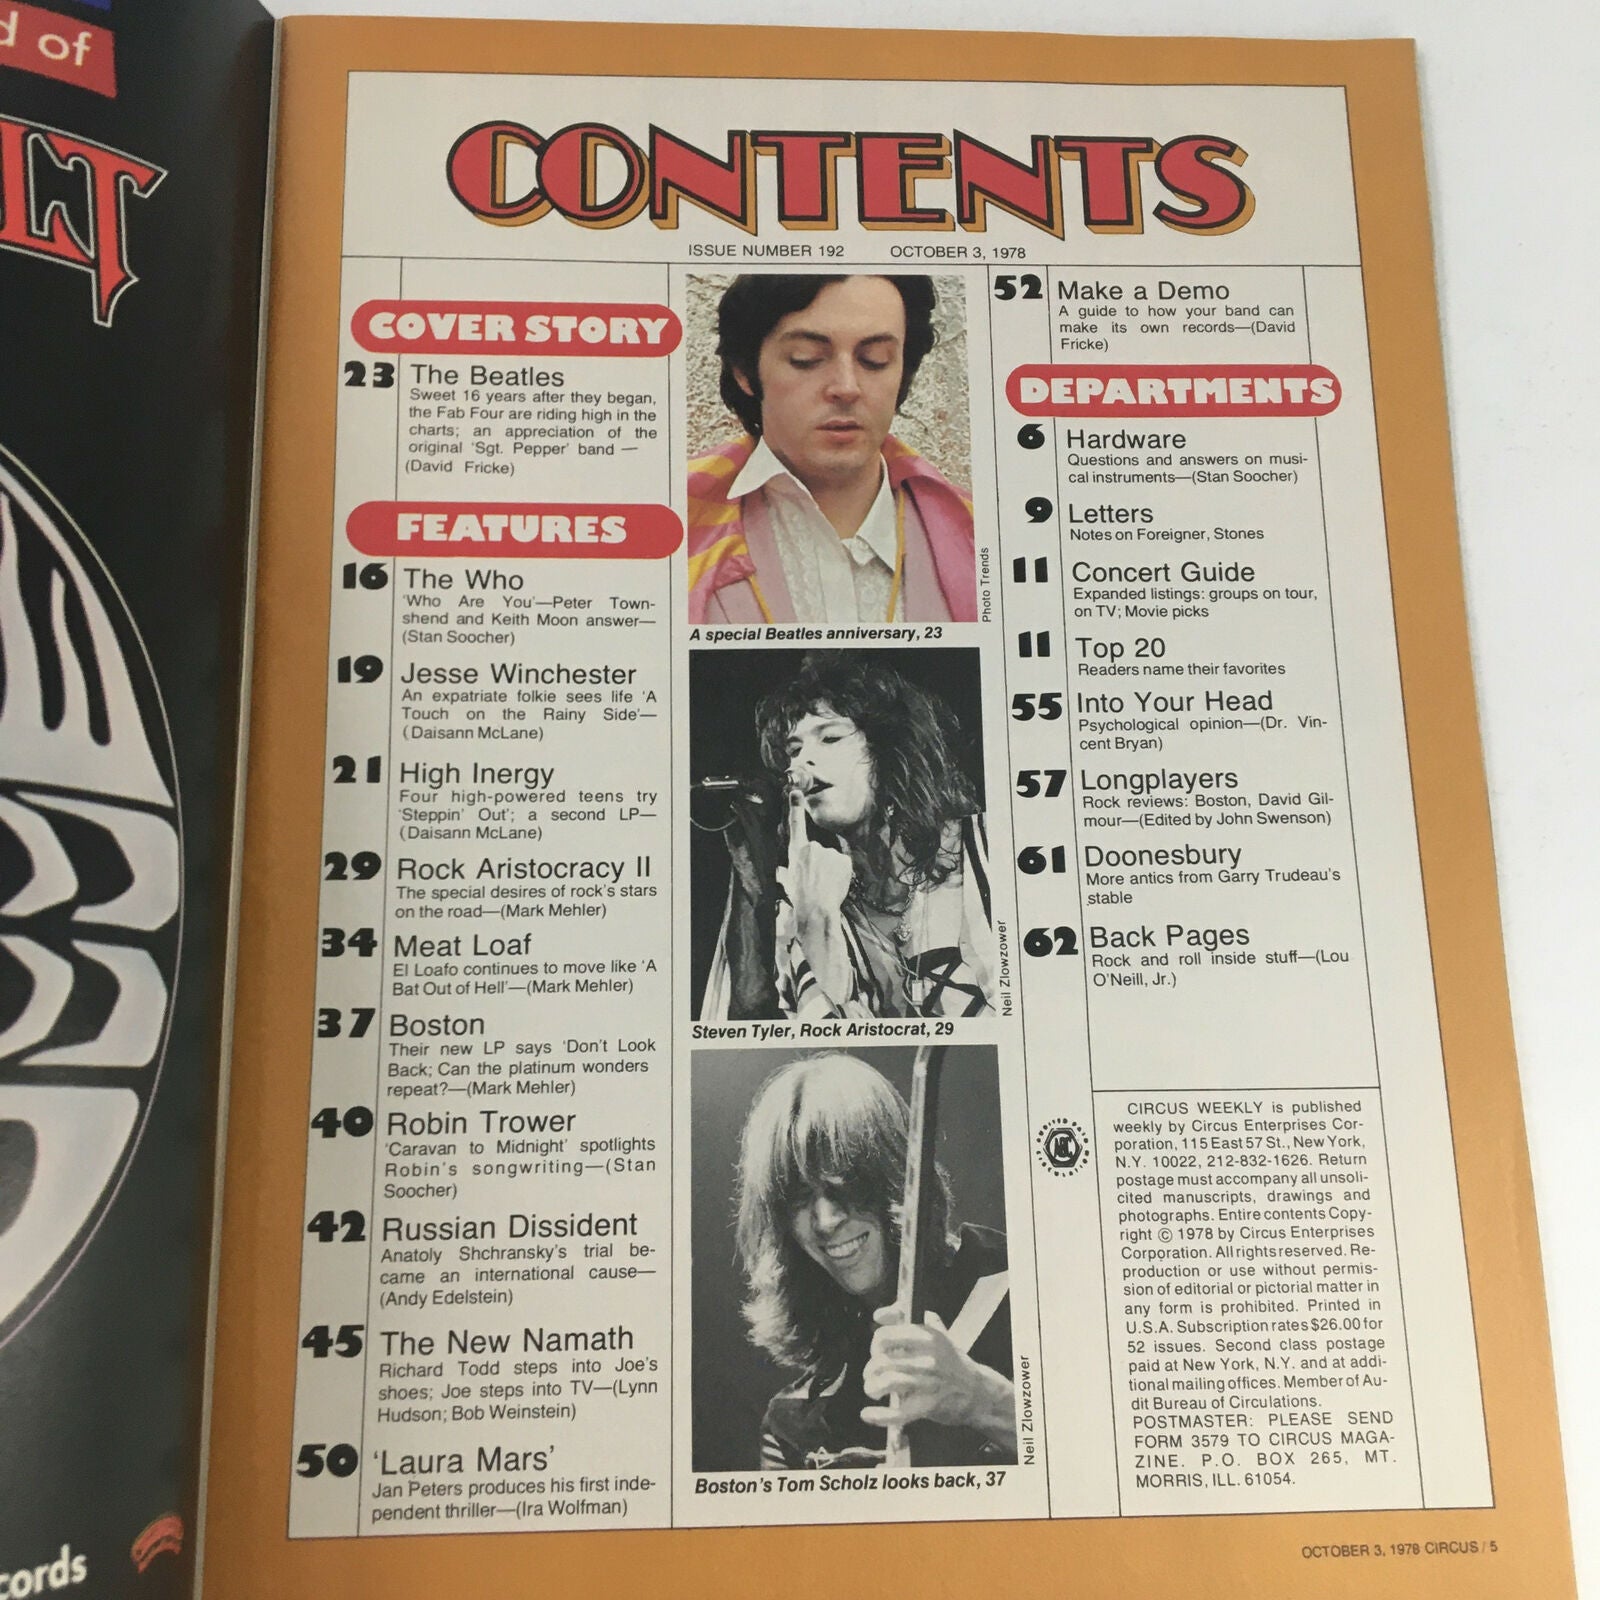 d of
LT
cords
CONTENTS
ISSUE NUMBER 192 OCTOBER 3, 1978
COVER STORY
23 The Beatles
Sweet 16 years after they began,
the Fab Four are riding high in the
charts; an appreciation of the
original 'Sgt. Pepper' band —
(David Fricke)
FEATURES
16 The Who
'Who Are You'—Peter Town-
shend and Keith Moon answer—
(Stan Soocher)
19 Jesse Winchester
An expatriate folkie sees life 'A
Touch on the Rainy Side'—
(Daisann McLane)
21 High Inergy
Four high-powered teens try
'Steppin' Out'; a second LP—
(Daisann McLane)
29 Rock Aristocracy II
The special desires of rock's stars
on the road—(Mark Mehler)
34 Meat Loaf
El Loafo continues to move like 'A
Bat Out of Hell'—(Mark Mehler)
37 Boston
Their new LP says 'Don't Look
Back; Can the platinum wonders
repeat?—(Mark Mehler)
40 Robin Trower
'Caravan to Midnight' spotlights
Robin's songwriting—(Stan
Soocher)
42 Russian Dissident
Anatoly Shchransky's trial be-
came an international cause—
(Andy Edelstein)
45 The New Namath
Richard Todd steps into Joe's
shoes; Joe steps into TV—(Lynn
Hudson; Bob Weinstein)
50 'Laura Mars'
Jan Peters produces his first inde-
pendent thriller—(Ira Wolfman)
Photo Trends
A special Beatles anniversary, 23
Neil Zlowzower
Steven Tyler, Rock Aristocrat, 29
Neil Zlowzower
Boston's Tom Scholz looks back, 37
52 Make a Demo
A guide to how your band can
make its own records—(David
Fricke)
DEPARTMENTS
6 Hardware
Questions and answers on musi-
cal instruments—(Stan Soocher)
9 Letters
Notes on Foreigner, Stones
11 Concert Guide
Expanded listings: groups on tour,
on TV; Movie picks
11 Top 20
Readers name their favorites
55 Into Your Head
Psychological opinion—(Dr. Vin-
cent Bryan)
57 Longplayers
Rock reviews: Boston, David Gil-
mour—(Edited by John Swenson)
61 Doonesbury
More antics from Garry Trudeau's
stable
62 Back Pages
Rock and roll inside stuff—(Lou
O'Neill, Jr.)
CIRCUS WEEKLY is published
weekly by Circus Enterprises Cor-
poration, 115 East 57 St., New York,
N.Y. 10022, 212-832-1626. Return
postage must accompany all unsoli-
cited manuscripts, drawings and
photographs. Entire contents Copy-
right © 1978 by Circus Enterprises
Corporation. All rights reserved. Re-
production or use without permis-
sion of editorial or pictorial matter in
any form is prohibited. Printed in
U.S.A. Subscription rates $26.00 for
52 issues. Second class postage
paid at New York, N.Y. and at addi-
tional mailing offices. Member of Au-
dit Bureau of Circulations.
POSTMASTER: PLEASE SEND
FORM 3579 TO CIRCUS MAGA-
ZINE. P.O. BOX 265, MT.
MORRIS, ILL. 61054.
OCTOBER 3, 1978 CIRCUS / 5